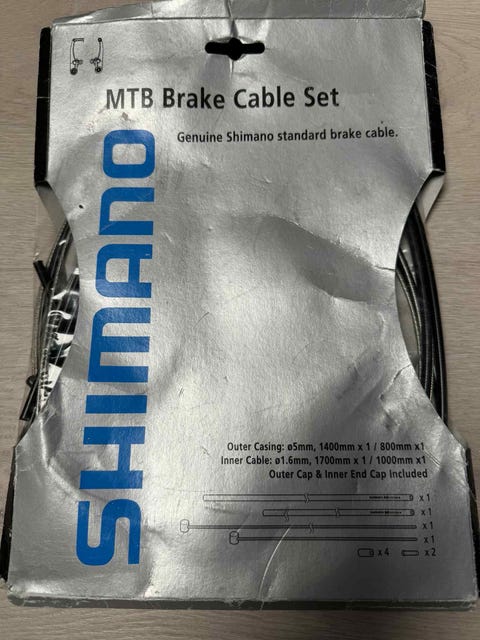 MTB Brake Cable Set
Genuine Shimano standard brake cable.
SHIMANO
Outer Casing: ø5mm, 1400mm x 1 / 800mm x1
Inner Cable: ø1.6mm, 1700mm x 1 / 1000mm x1
Outer Cap & Inner End Cap Included
x 1
x 1
x 1
x 1
x 4 x 2